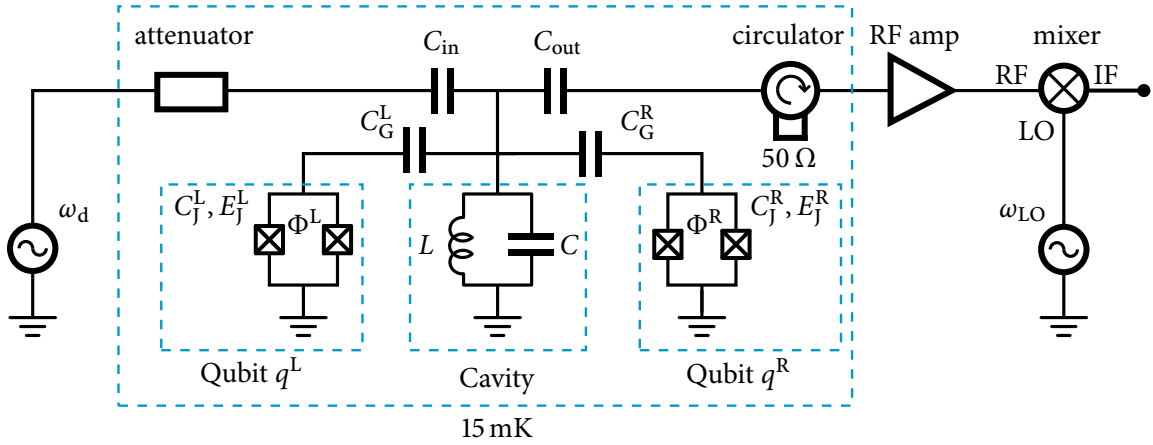 attenuator
C_in
C_out
circulator
RF amp
mixer
RF
IF
LO
50 Ω
C_G^L
C_G^R
ω_d
C_J^L, E_J^L
Φ^L
L
C
Φ^R
C_J^R, E_J^R
ω_LO
Qubit q^L
Cavity
Qubit q^R
15 mK